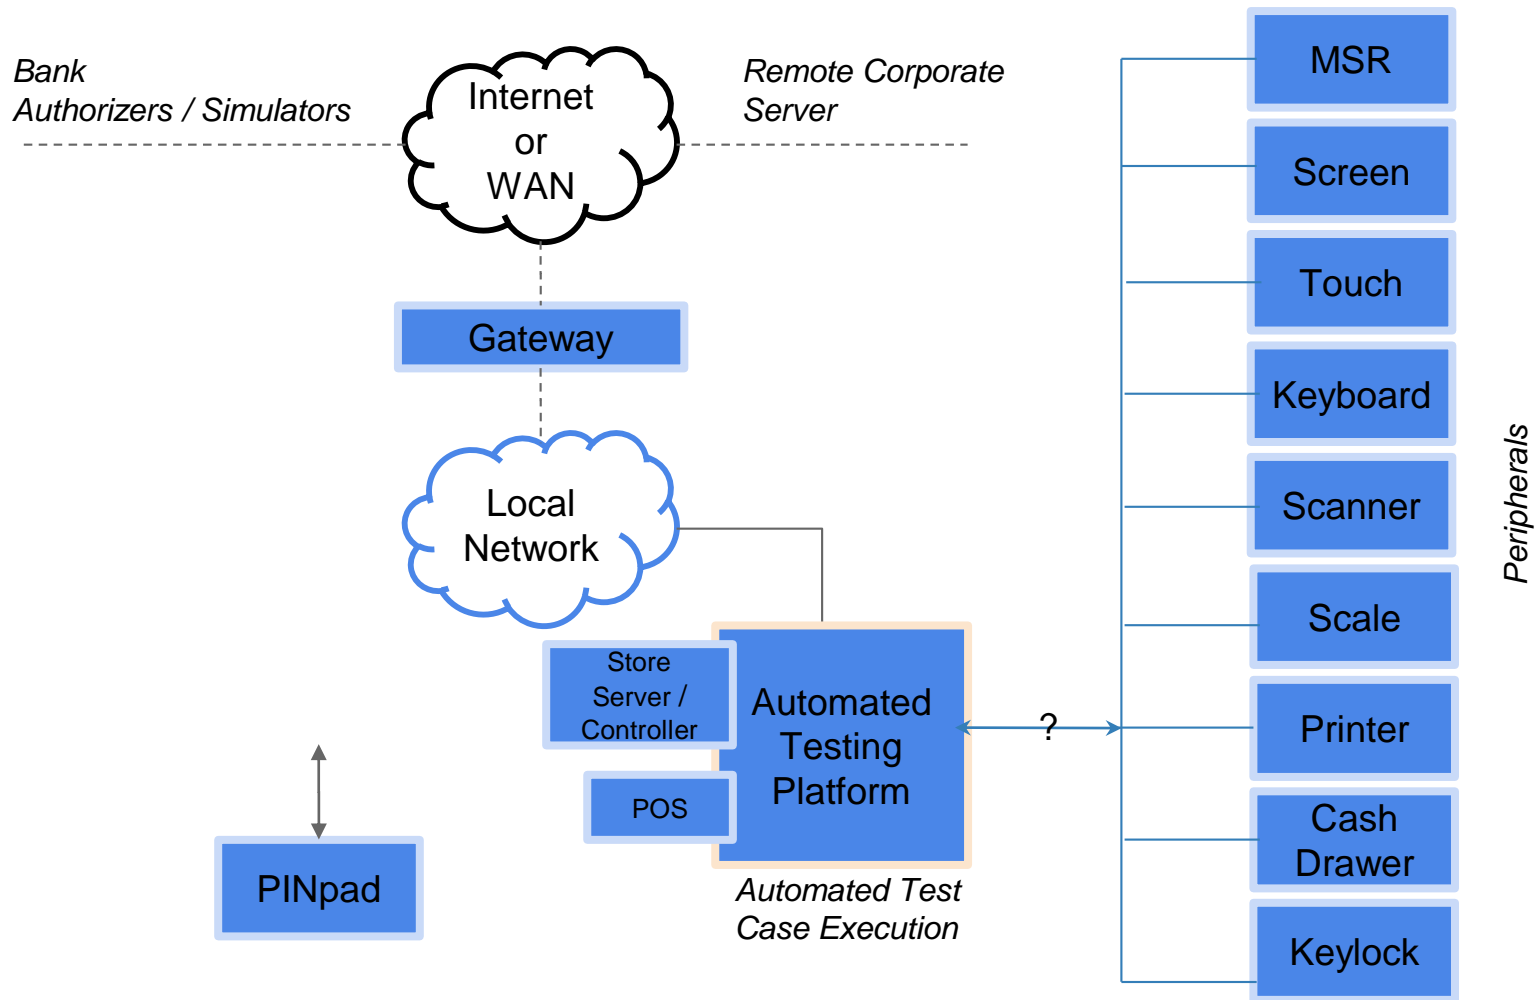 Bank
Authorizers / Simulators
Internet
or
WAN
Remote Corporate
Server
Gateway
Local
Network
Store
Server /
Controller
POS
Automated
Testing
Platform
?
Automated Test
Case Execution
PINpad
MSR
Screen
Touch
Keyboard
Scanner
Scale
Printer
Cash
Drawer
Keylock
Peripherals